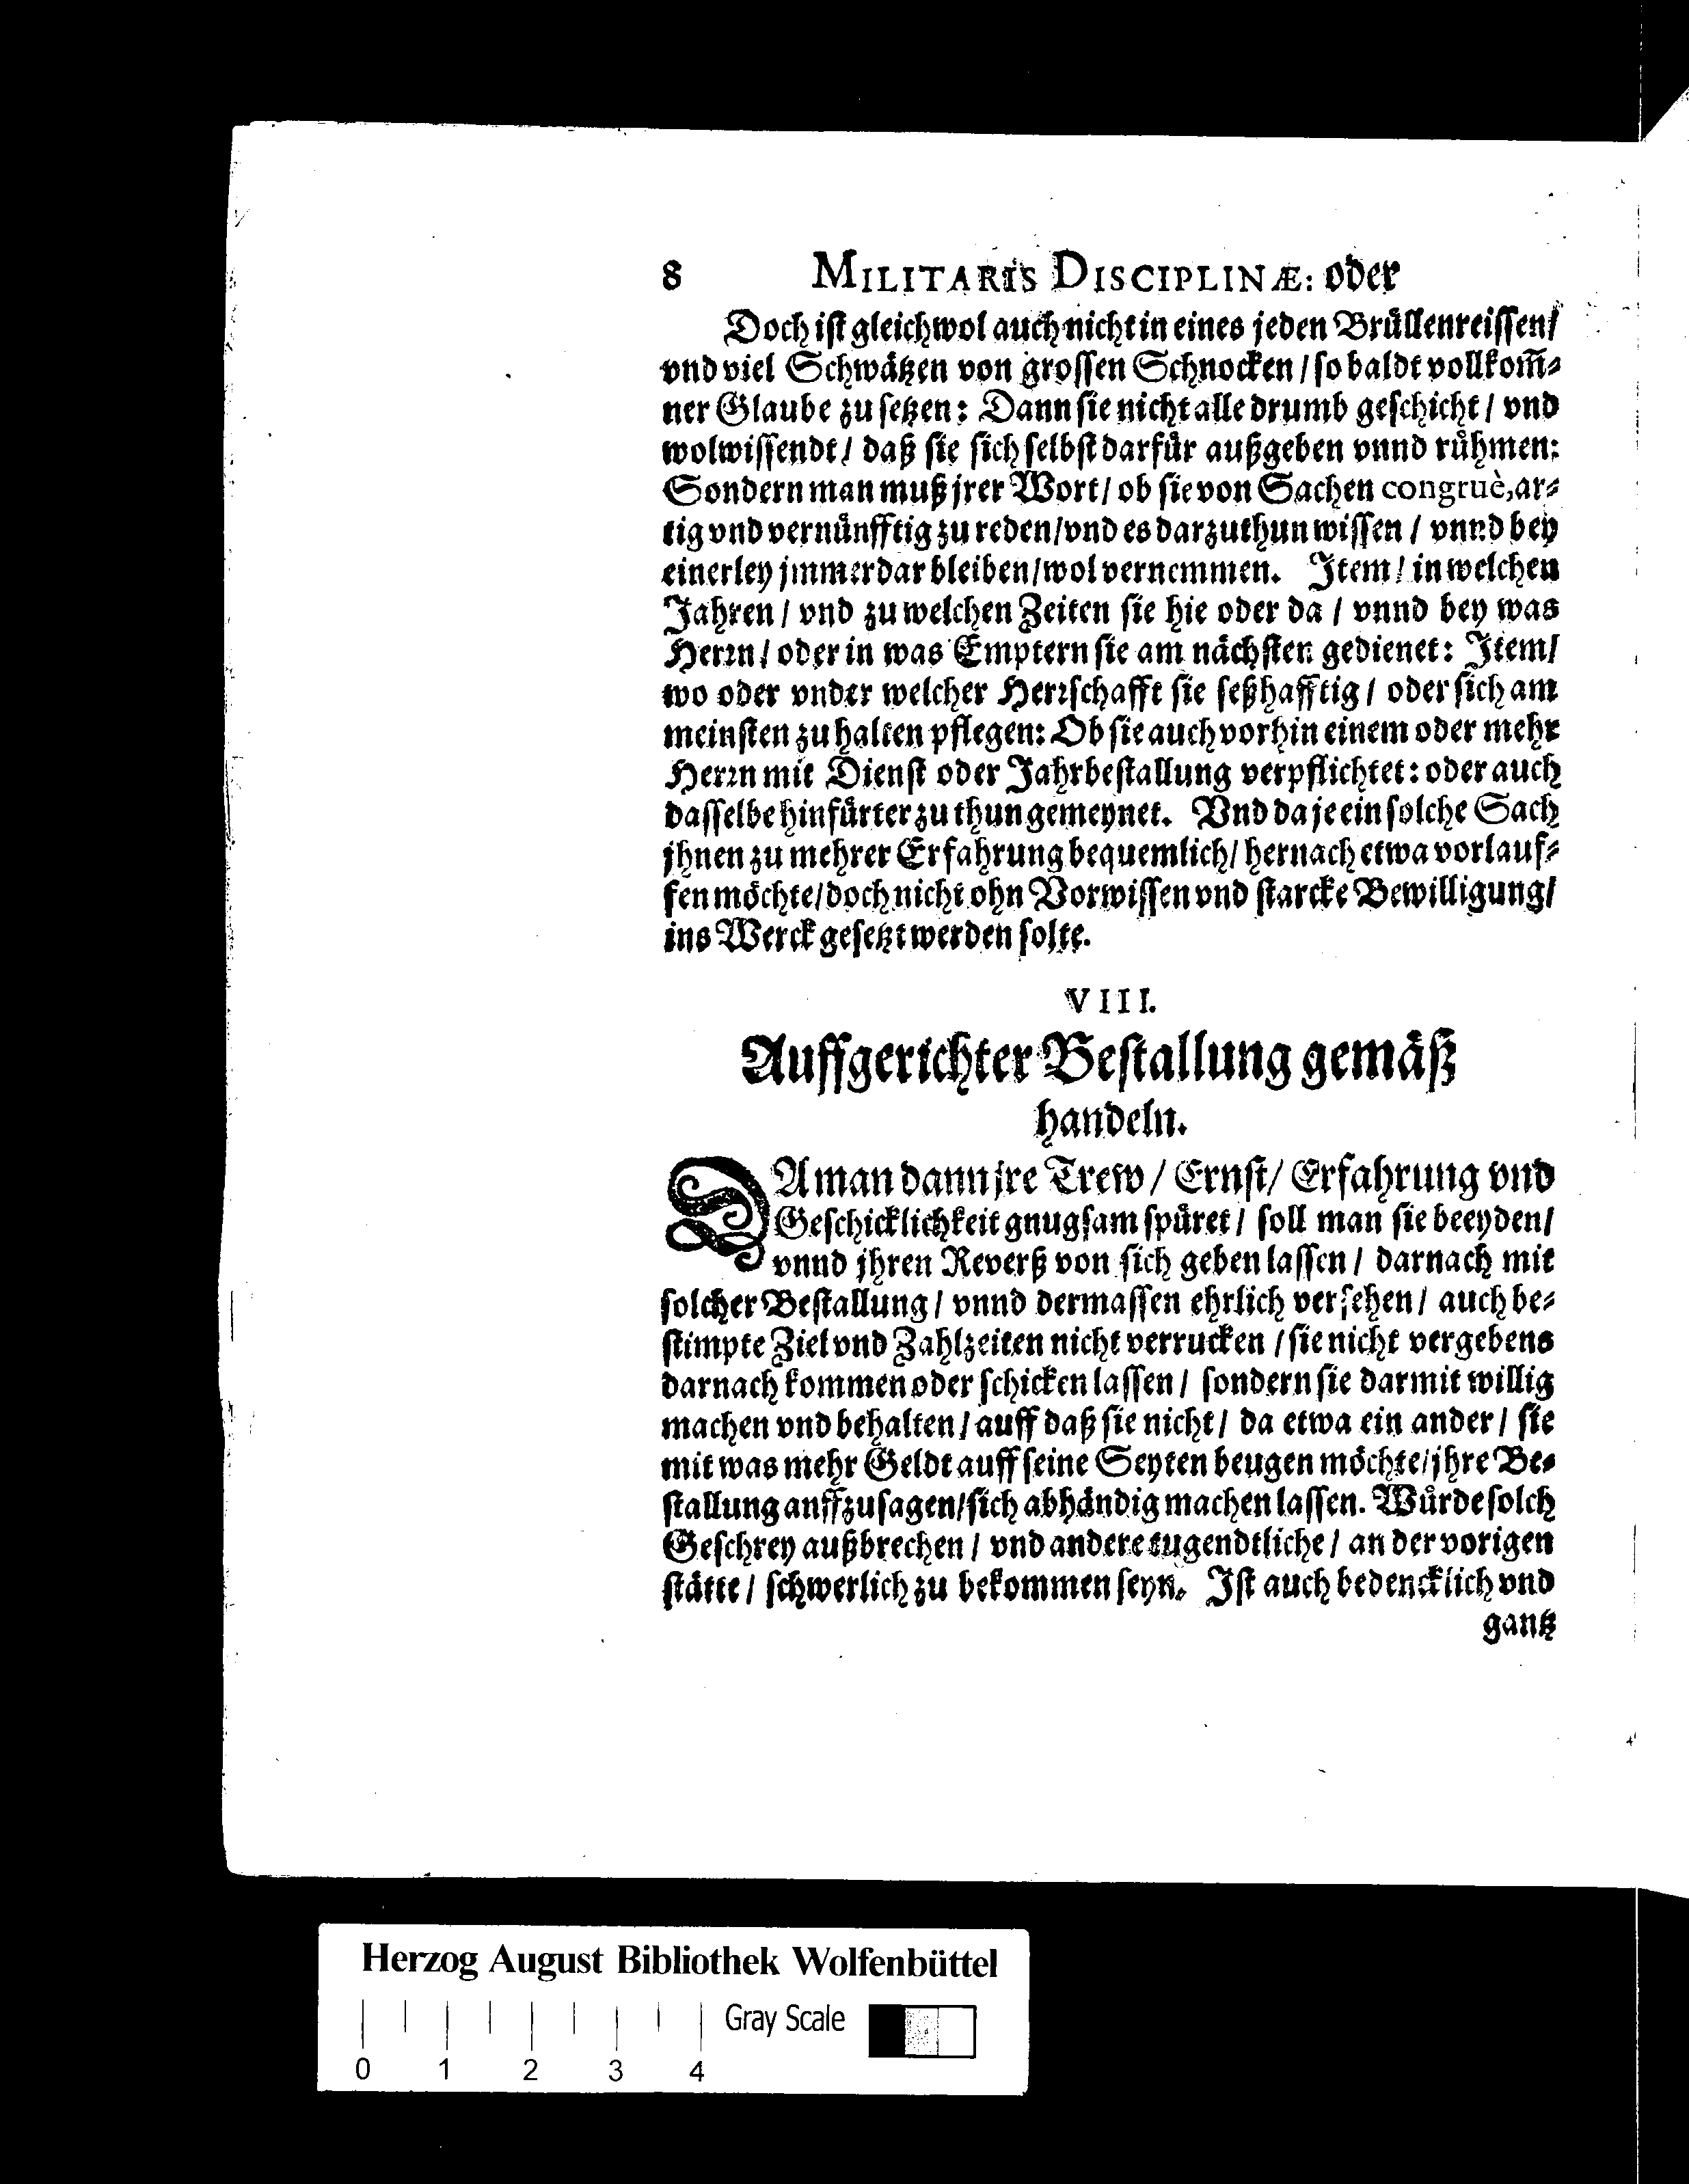 8 MILITARIS DISCIPLINÆ: oder
Doch ist gleichwol auch nicht in eines jeden Brüllenreissen/
vnd viel Schwätzen von grossen Schnocken / so baldt vollkom̃-
ner Glaube zu setzen: Dann sie nicht alle drumb geschicht / vnd
wolwissendt / daß sie sich selbst darfür außgeben vnnd rühmen:
Sondern man muß jrer Wort / ob sie von Sachen congruè, ar-
tig vnd vernünfftig zu reden / vnd es darzuthun wissen / vnnd bey
einerley jmmerdar bleiben / wol vernemmen. Item / in welchen
Jahren / vnd zu welchen Zeiten sie hie oder da / vnnd bey was
Herrn / oder in was Emptern sie am nächsten gedienet: Item/
wo oder vnder welcher Herrschafft sie seßhafftig / oder sich am
meinsten zu halten pflegen: Ob sie auch vorhin einem oder mehr
Herrn mit Dienst oder Jahrbestallung verpflichtet: oder auch
dasselbe hinfürter zu thun gemeynet. Vnd da je ein solche Sach
jhnen zu mehrer Erfahrung bequemlich / hernach etwa vorlauf-
fen möchte / doch nicht ohn Vorwissen vnd starcke Bewilligung/
ins Werck gesetzt werden solte.
VIII.
Auffgerichter Bestallung gemäß
handeln.
DA man dann jre Trew / Ernst / Erfahrung vnd
Geschicklichkeit gnugsam spüret / soll man sie beeyden/
vnnd jhren Reverß von sich geben lassen / darnach mit
solcher Bestallung / vnnd dermassen ehrlich versehen / auch be-
stimpte Ziel vnd Zahlzeiten nicht verrucken / sie nicht vergebens
darnach kommen oder schicken lassen / sondern sie darmit willig
machen vnd behalten / auff daß sie nicht / da etwa ein ander / sie
mit was mehr Geldt auff seine Seyten beugen möchte / jhre Be-
stallung anffzusagen / sich abhändig machen lassen. Würde solch
Geschrey außbrechen / vnd andere tugendtliche / an der vorigen
stätte / schwerlich zu bekommen seyn. Ist auch bedencklich vnd
gantz
Herzog August Bibliothek Wolfenbüttel
Gray Scale
0 1 2 3 4